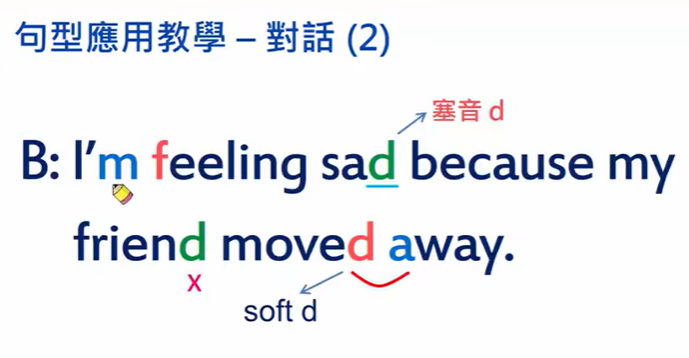 句型應用教學 – 對話 (2)
塞音 d
B: I'm feeling sad because my
friend moved away.
x
soft d